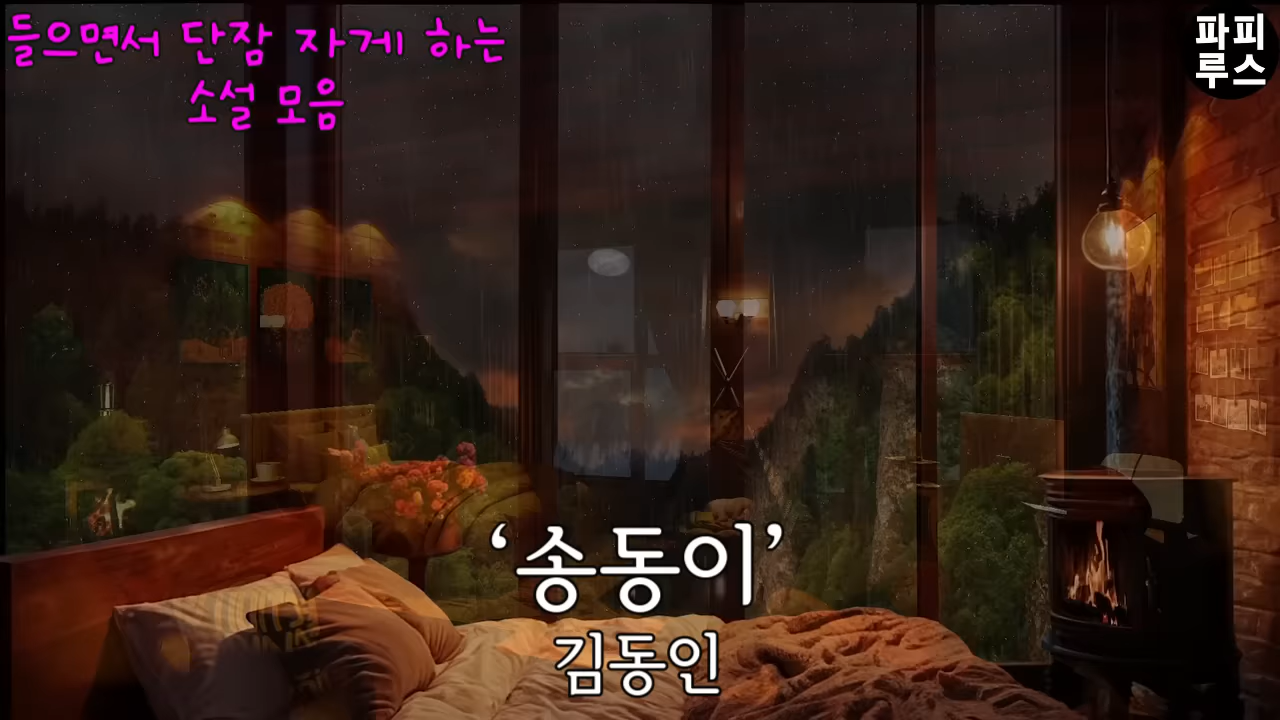 들으면서 단잠 자게 하는
소설 모음
파피
루스
‘송동이’
김동인